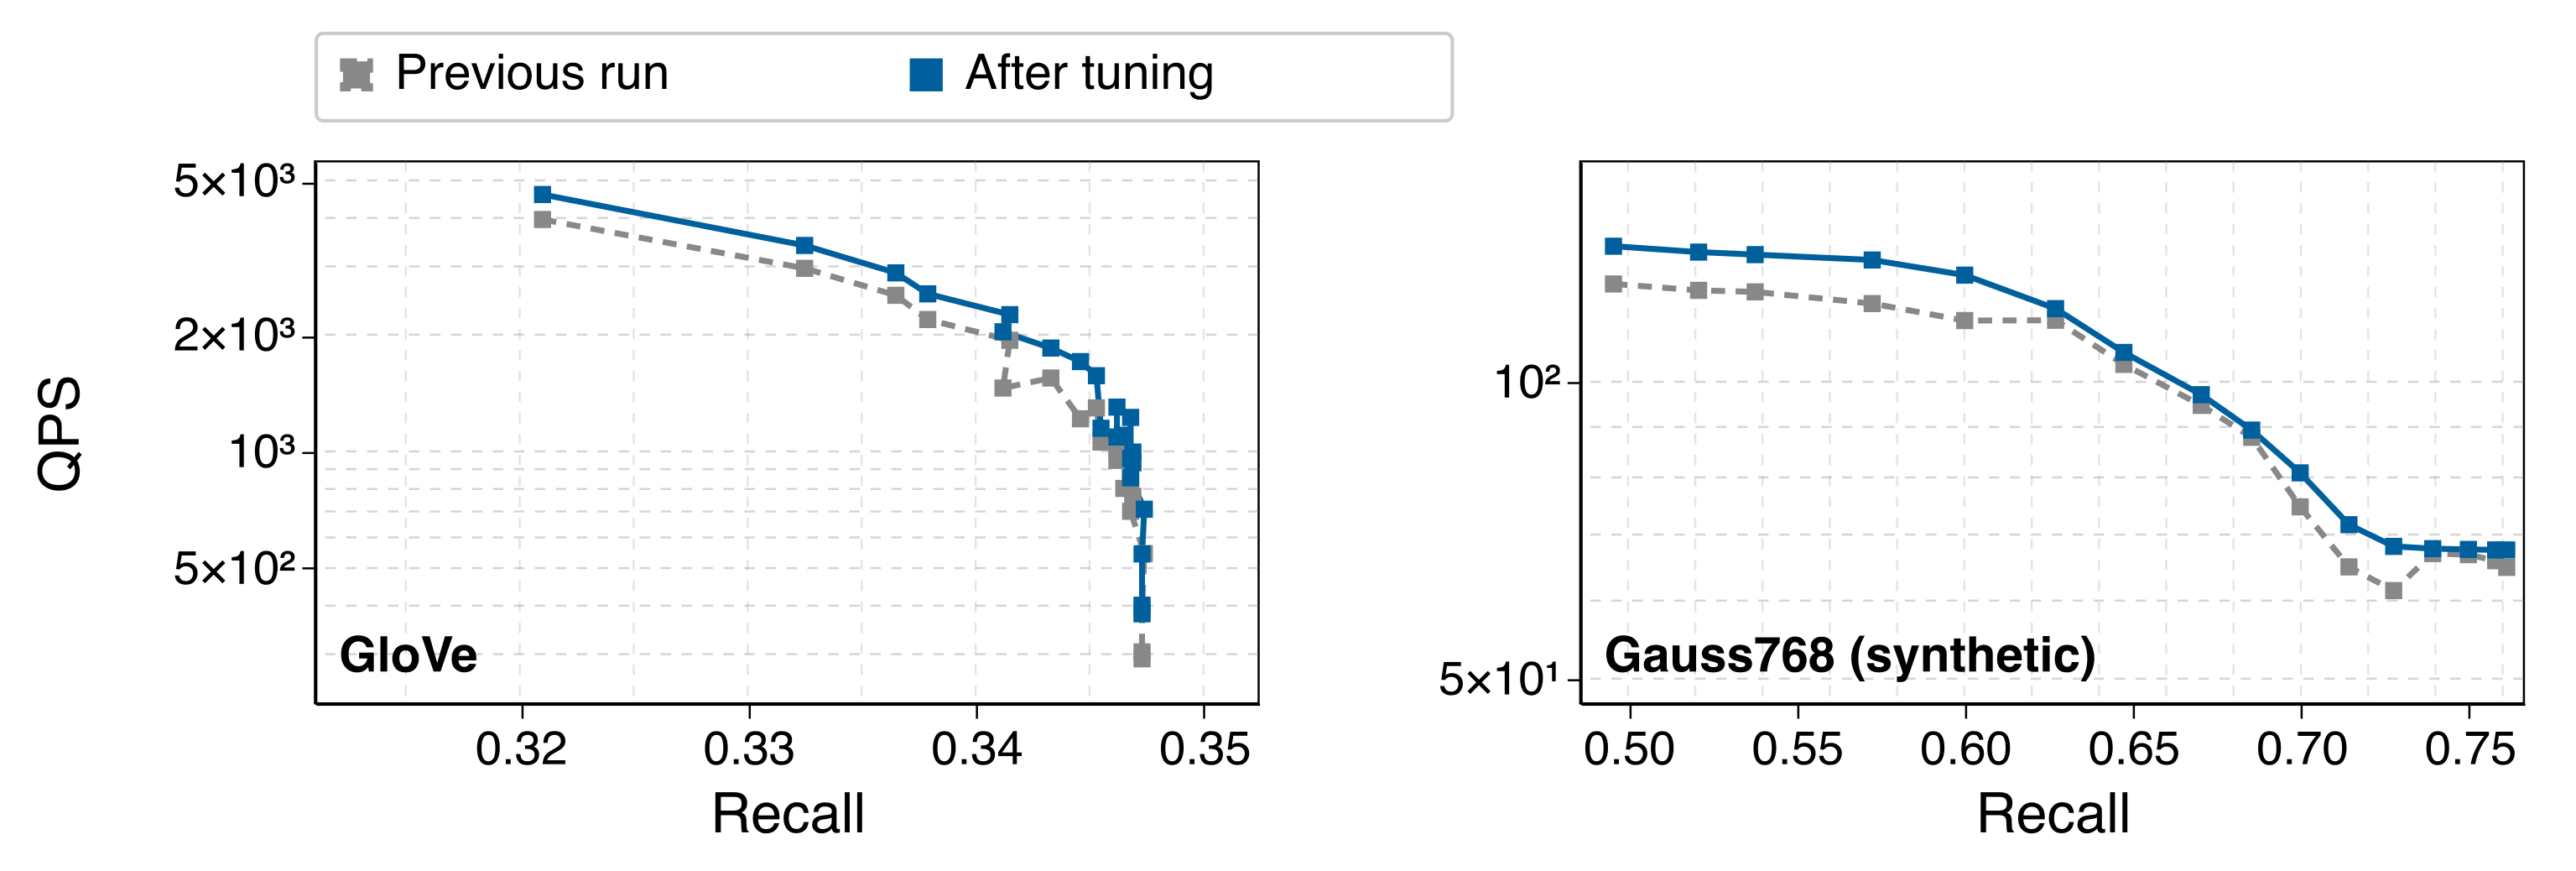 Previous run After tuning
QPS
5×10³
2×10³
10³
5×10²
GloVe
0.32 0.33 0.34 0.35
Recall
10²
5×10¹
Gauss768 (synthetic)
0.50 0.55 0.60 0.65 0.70 0.75
Recall